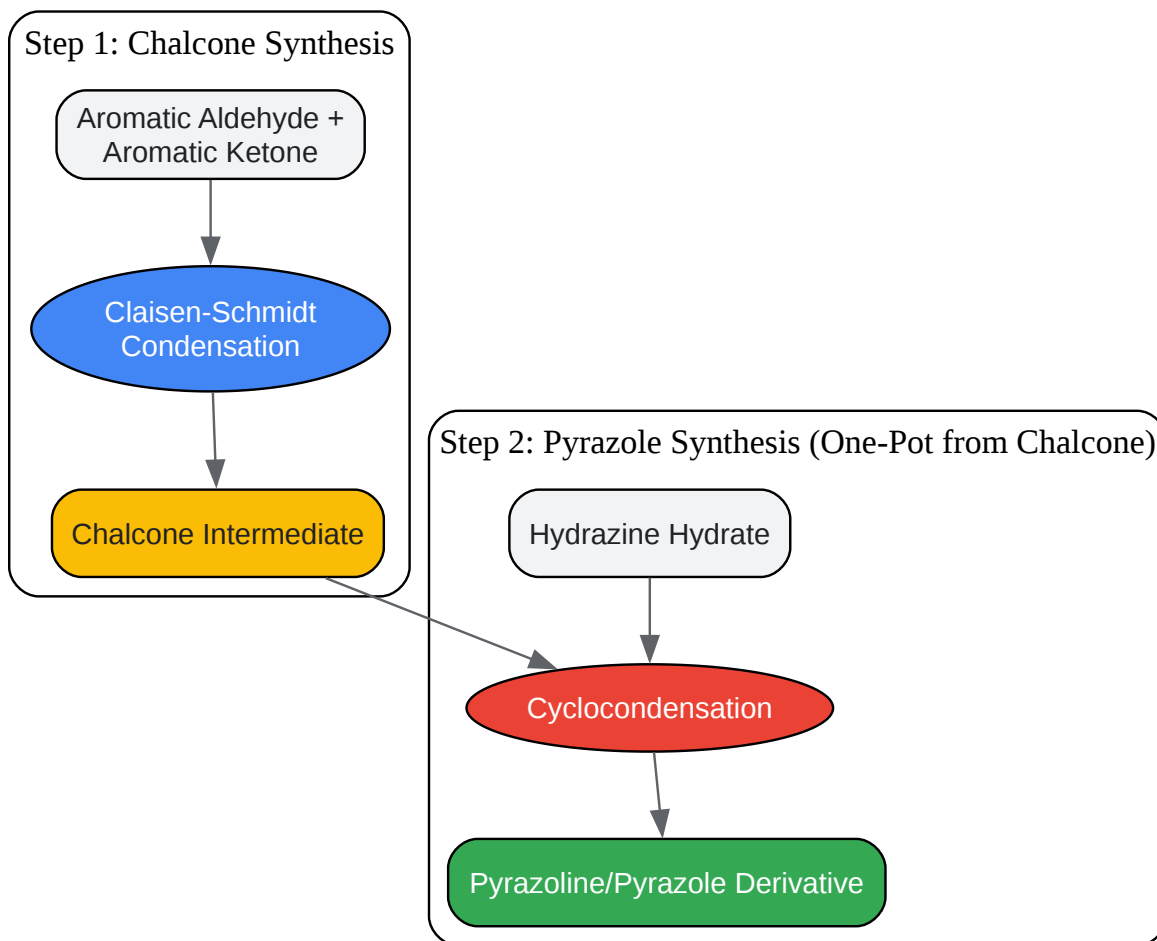 Step 1: Chalcone Synthesis
Aromatic Aldehyde +
Aromatic Ketone
Claisen-Schmidt
Condensation
Chalcone Intermediate
Step 2: Pyrazole Synthesis (One-Pot from Chalcone)
Hydrazine Hydrate
Cyclocondensation
Pyrazoline/Pyrazole Derivative